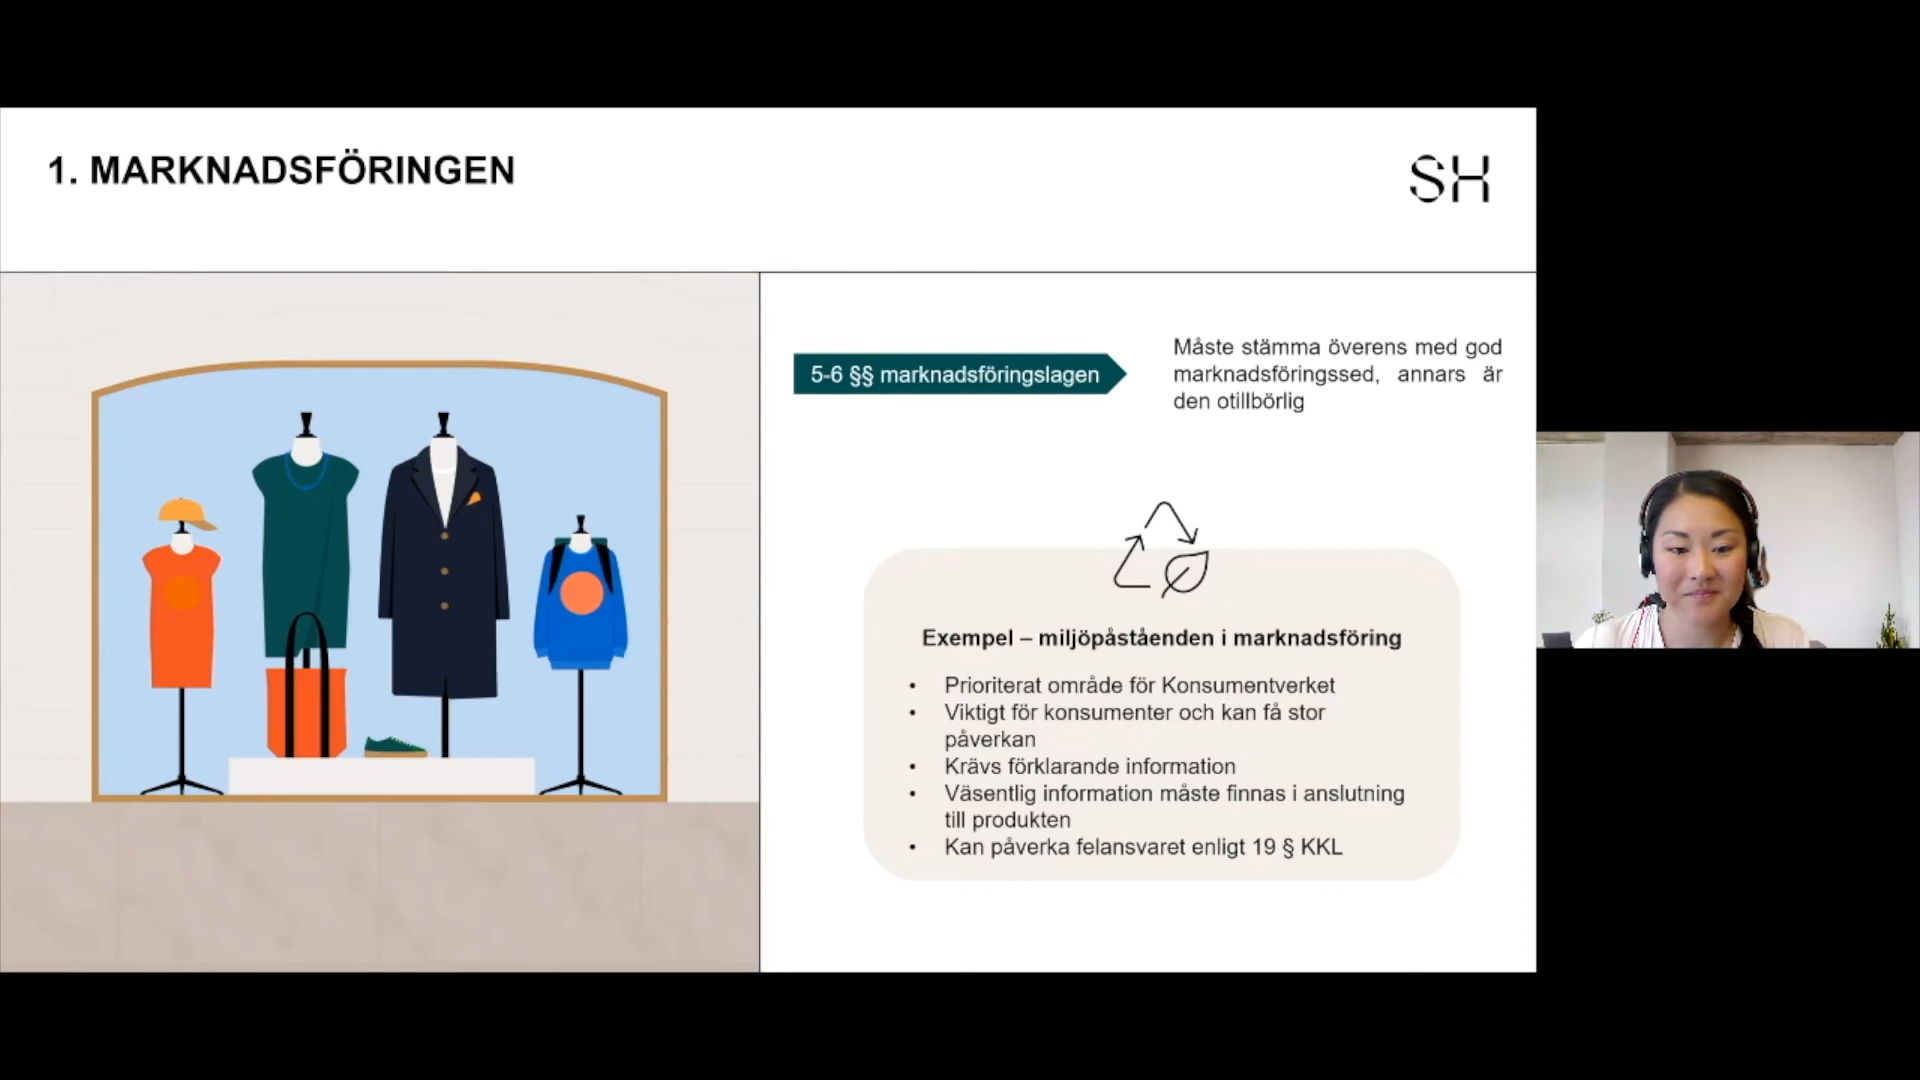 1. MARKNADSFÖRINGEN
SH
5-6 §§ marknadsföringslagen
Måste stämma överens med god
marknadsföringssed, annars är
den otillbörlig
Exempel – miljöpåståenden i marknadsföring
• Prioriterat område för Konsumentverket
• Viktigt för konsumenter och kan få stor
påverkan
• Krävs förklarande information
• Väsentlig information måste finnas i anslutning
till produkten
• Kan påverka felansvaret enligt 19 § KKL